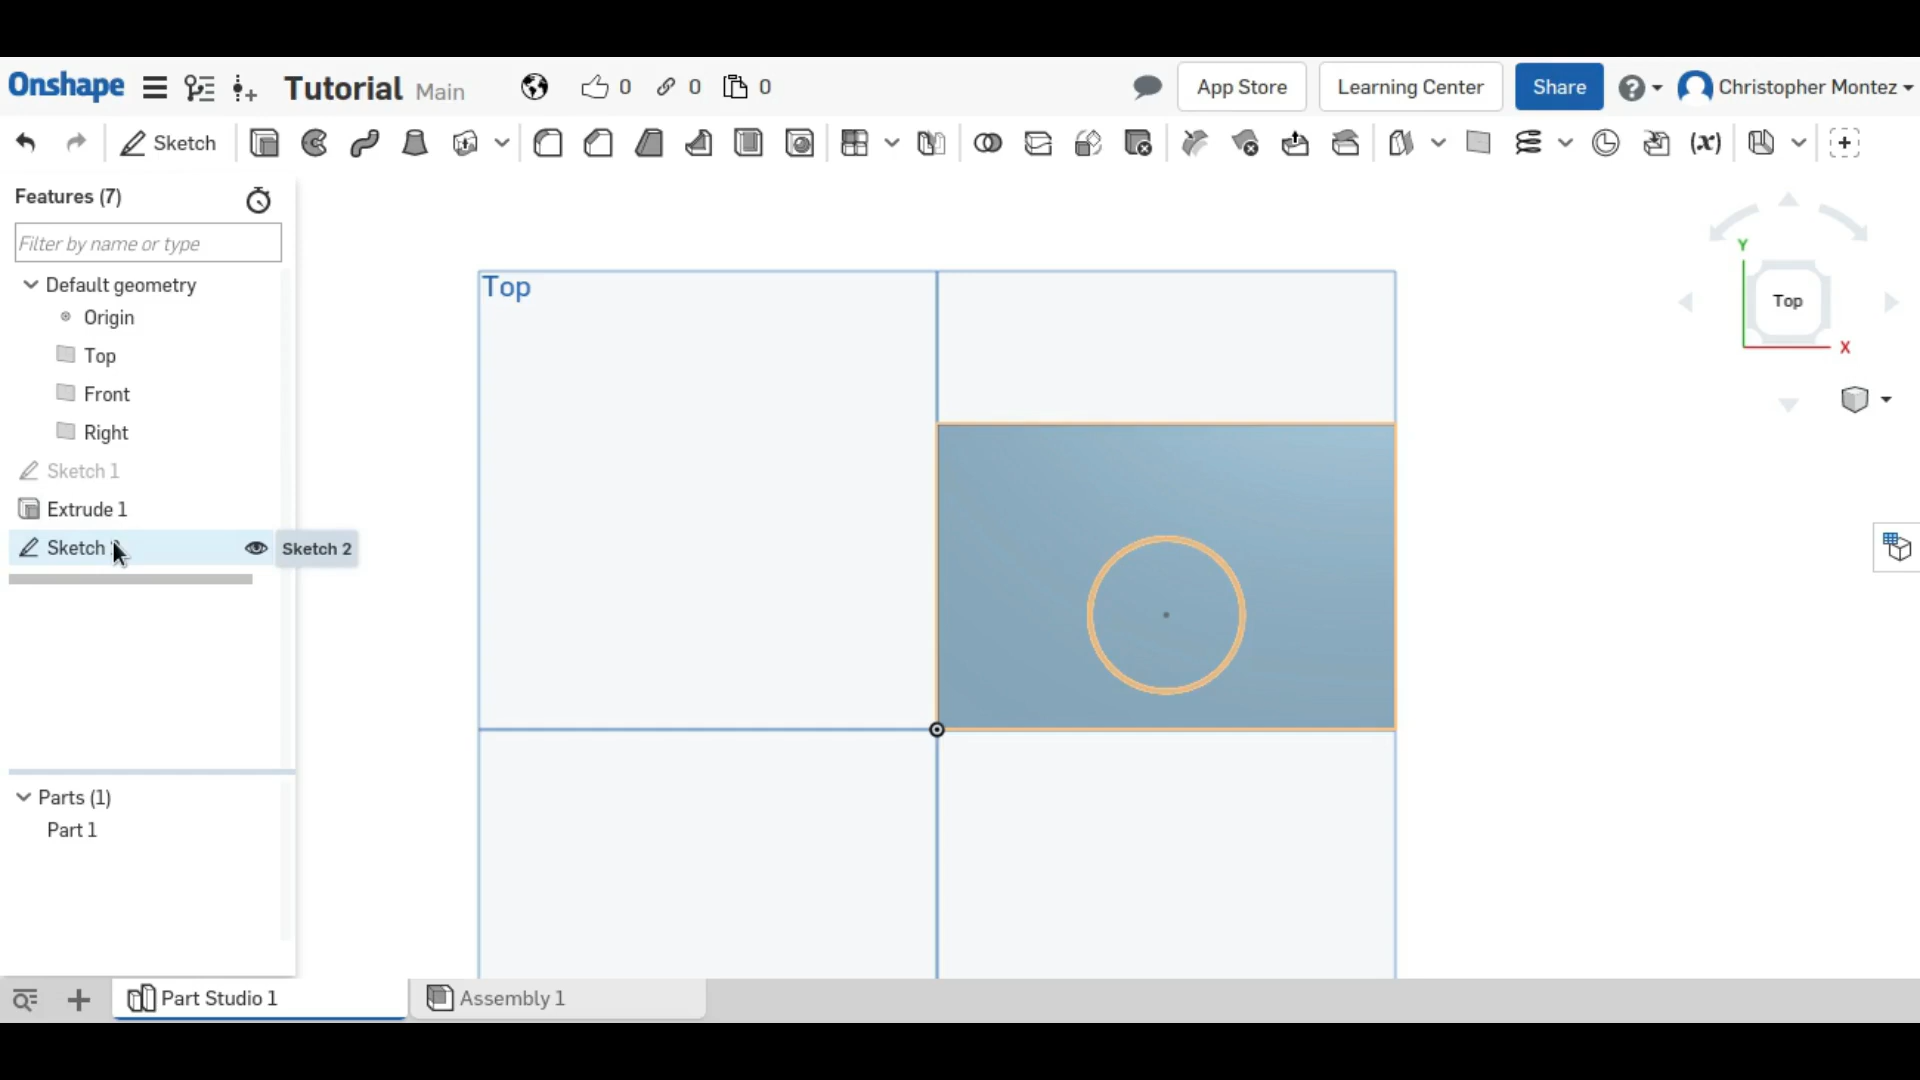 Onshape Tutorial Main 0 0 0 App Store Learning Center Share ? Christopher Montez
Sketch (x)
Features (7)
Filter by name or type
Default geometry
Origin
Top
Front
Right
Sketch 1
Extrude 1
Sketch
Sketch 2
Parts (1)
Part 1
Top
Y
Top
X
Part Studio 1
Assembly 1